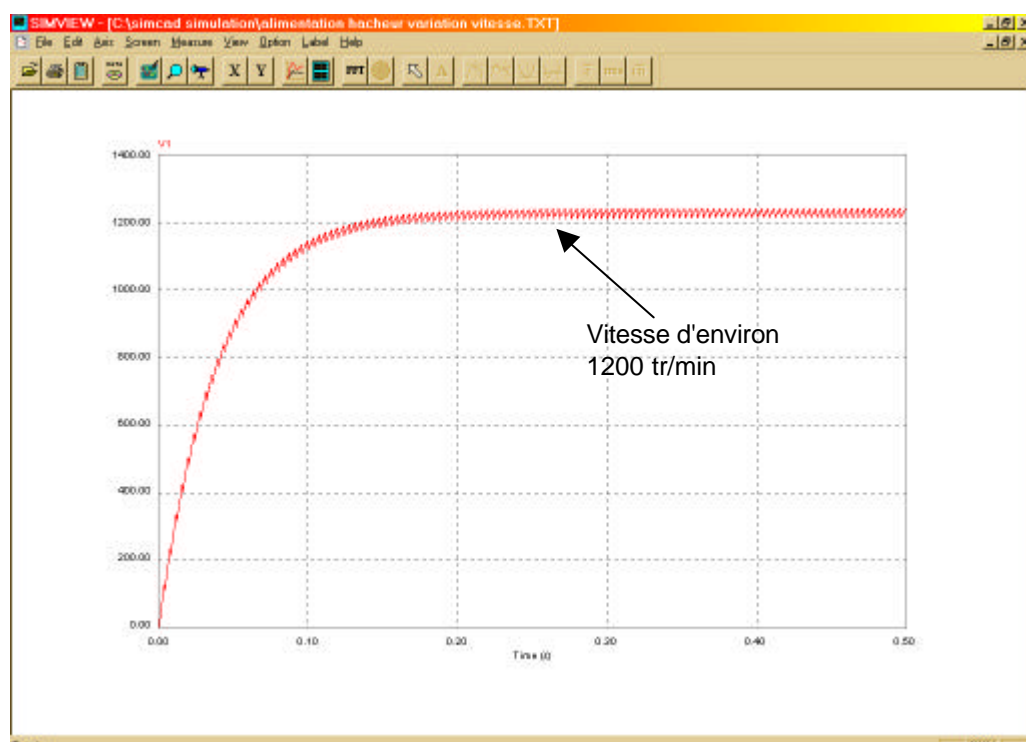 SIMVIEW - [C:\simcad simulation\alimentation hacheur variation vitesse.TXT]
File Edit Axis Screen Measure View Option Label Help
X Y FFT A
V1
1400.00
1200.00
1000.00
800.00
600.00
400.00
200.00
0.00
0.00 0.10 0.20 0.30 0.40 0.50
Time (s)
Vitesse d'environ
1200 tr/min